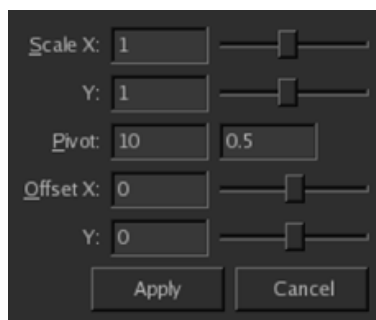 Scale X: 1
Y: 1
Pivot: 10 0.5
Offset X: 0
Y: 0
Apply Cancel